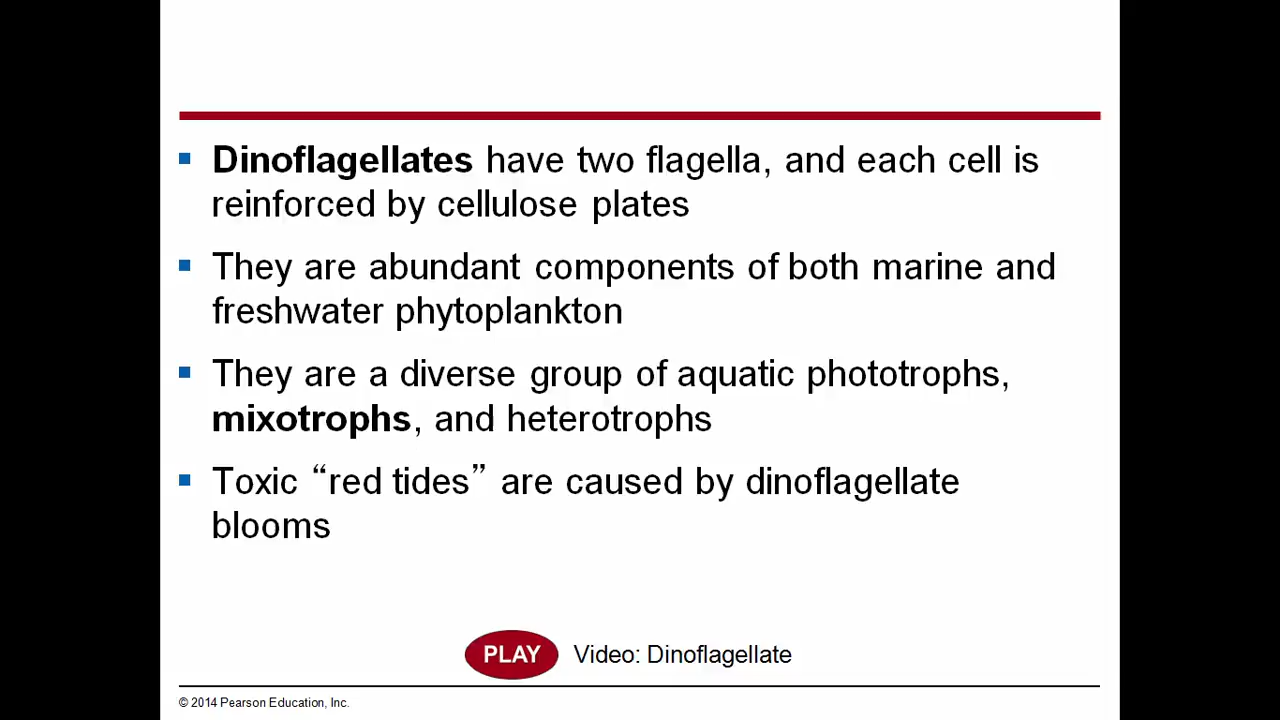 Dinoflagellates have two flagella, and each cell is
reinforced by cellulose plates
They are abundant components of both marine and
freshwater phytoplankton
They are a diverse group of aquatic phototrophs,
mixotrophs, and heterotrophs
Toxic “red tides” are caused by dinoflagellate
blooms
PLAY Video: Dinoflagellate
© 2014 Pearson Education, Inc.